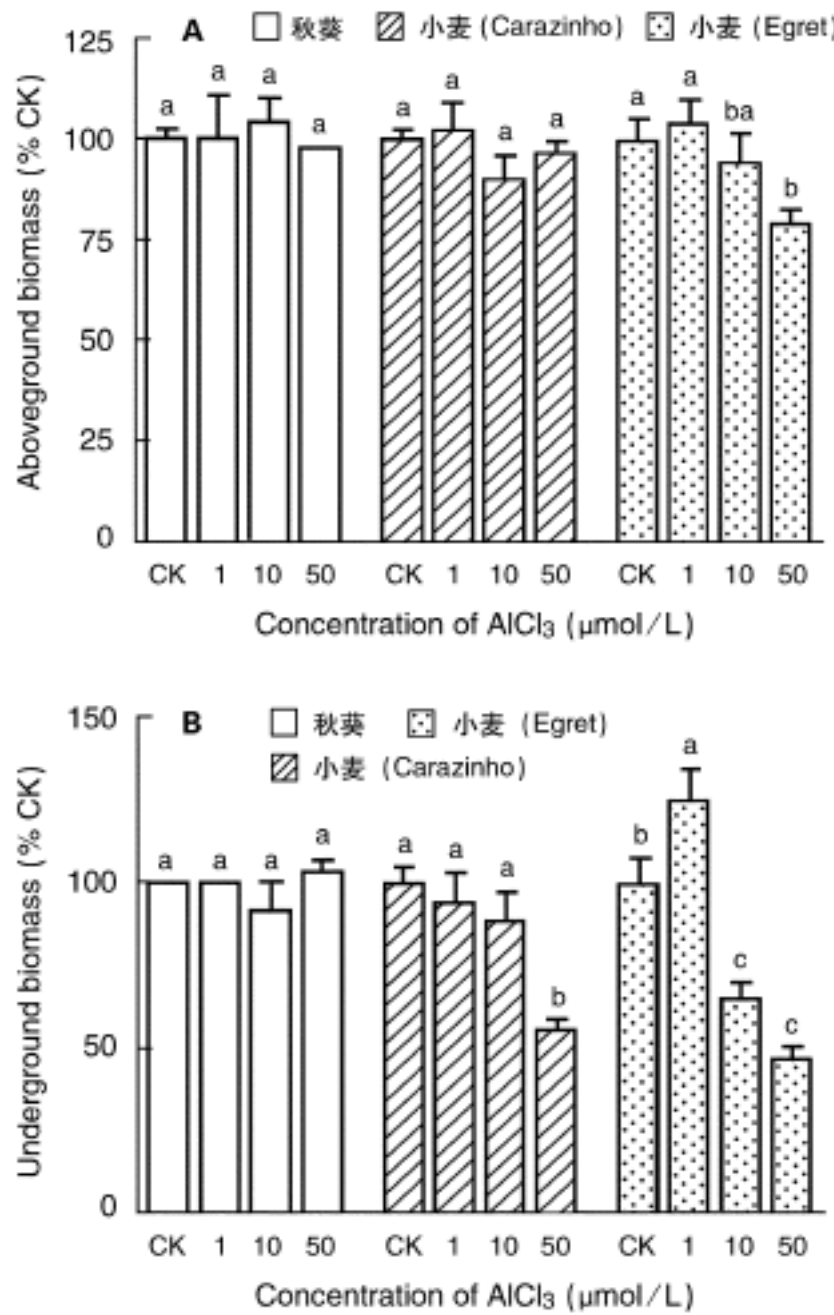 A 秋葵 小麦 (Carazinho) 小麦 (Egret)
125
100
75
50
25
0
Aboveground biomass (% CK)
a a a a a a a a a a ba b
CK 1 10 50 CK 1 10 50 CK 1 10 50
Concentration of AlCl₃ (μmol/L)
B 秋葵 小麦 (Egret)
小麦 (Carazinho)
150
100
50
0
Underground biomass (% CK)
a a a a a a a b b a c c
CK 1 10 50 CK 1 10 50 CK 1 10 50
Concentration of AlCl₃ (μmol/L)